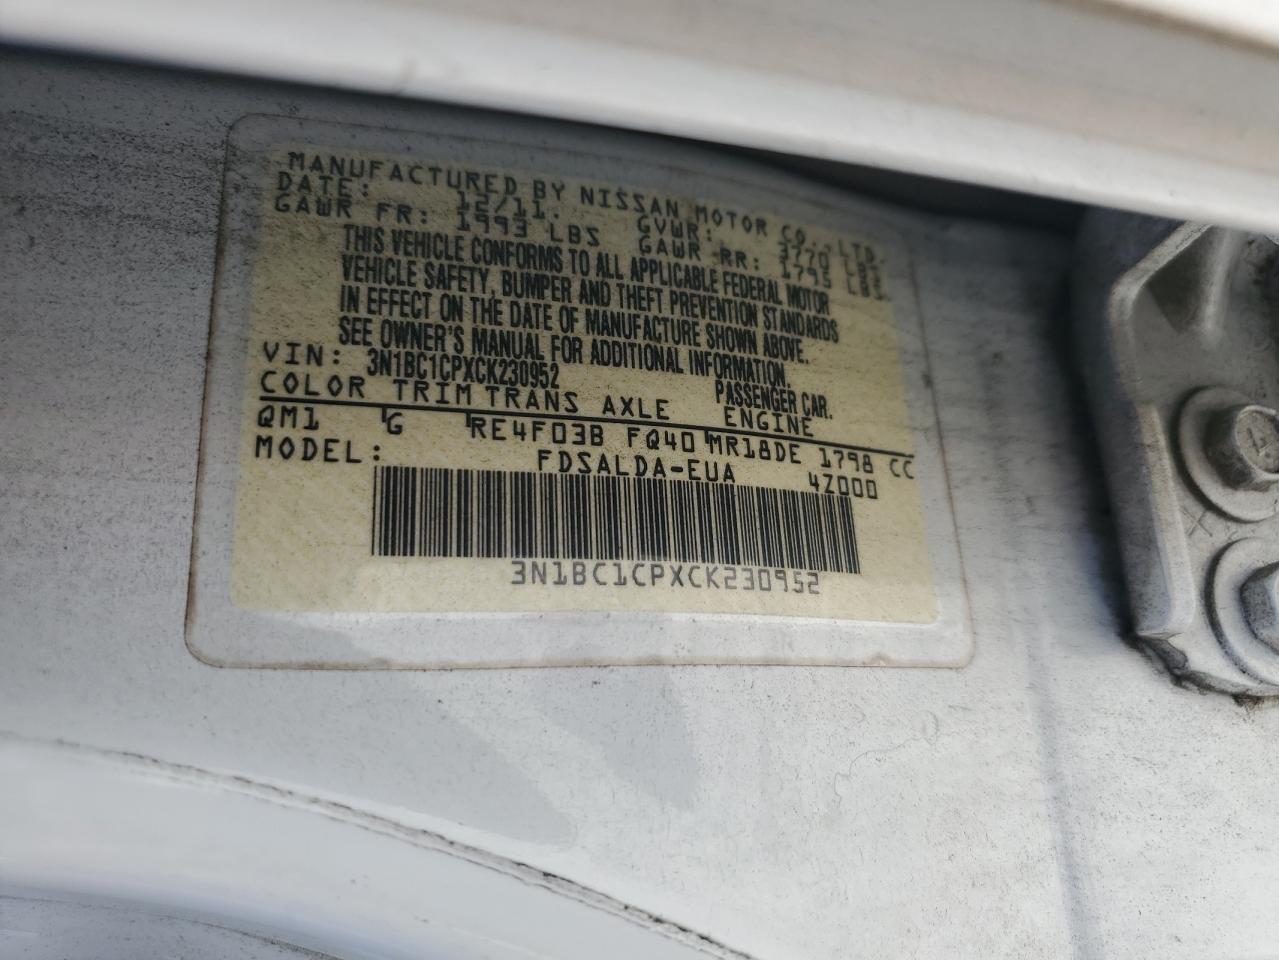 MANUFACTURED BY NISSAN MOTOR CO., LTD.
DATE: 12/11. GVWR: 3770 LBS
GAWR FR: 1993 LBS GAWR RR: 1795 LBS
THIS VEHICLE CONFORMS TO ALL APPLICABLE FEDERAL MOTOR
VEHICLE SAFETY, BUMPER AND THEFT PREVENTION STANDARDS
IN EFFECT ON THE DATE OF MANUFACTURE SHOWN ABOVE.
SEE OWNER'S MANUAL FOR ADDITIONAL INFORMATION.
VIN: 3N1BC1CPXCK230952 PASSENGER CAR.
COLOR TRIM TRANS AXLE ENGINE
QM1 G RE4F03B FQ40 MR18DE 1798 CC
MODEL: FDSALDA-EUA 4Z000
3N1BC1CPXCK230952